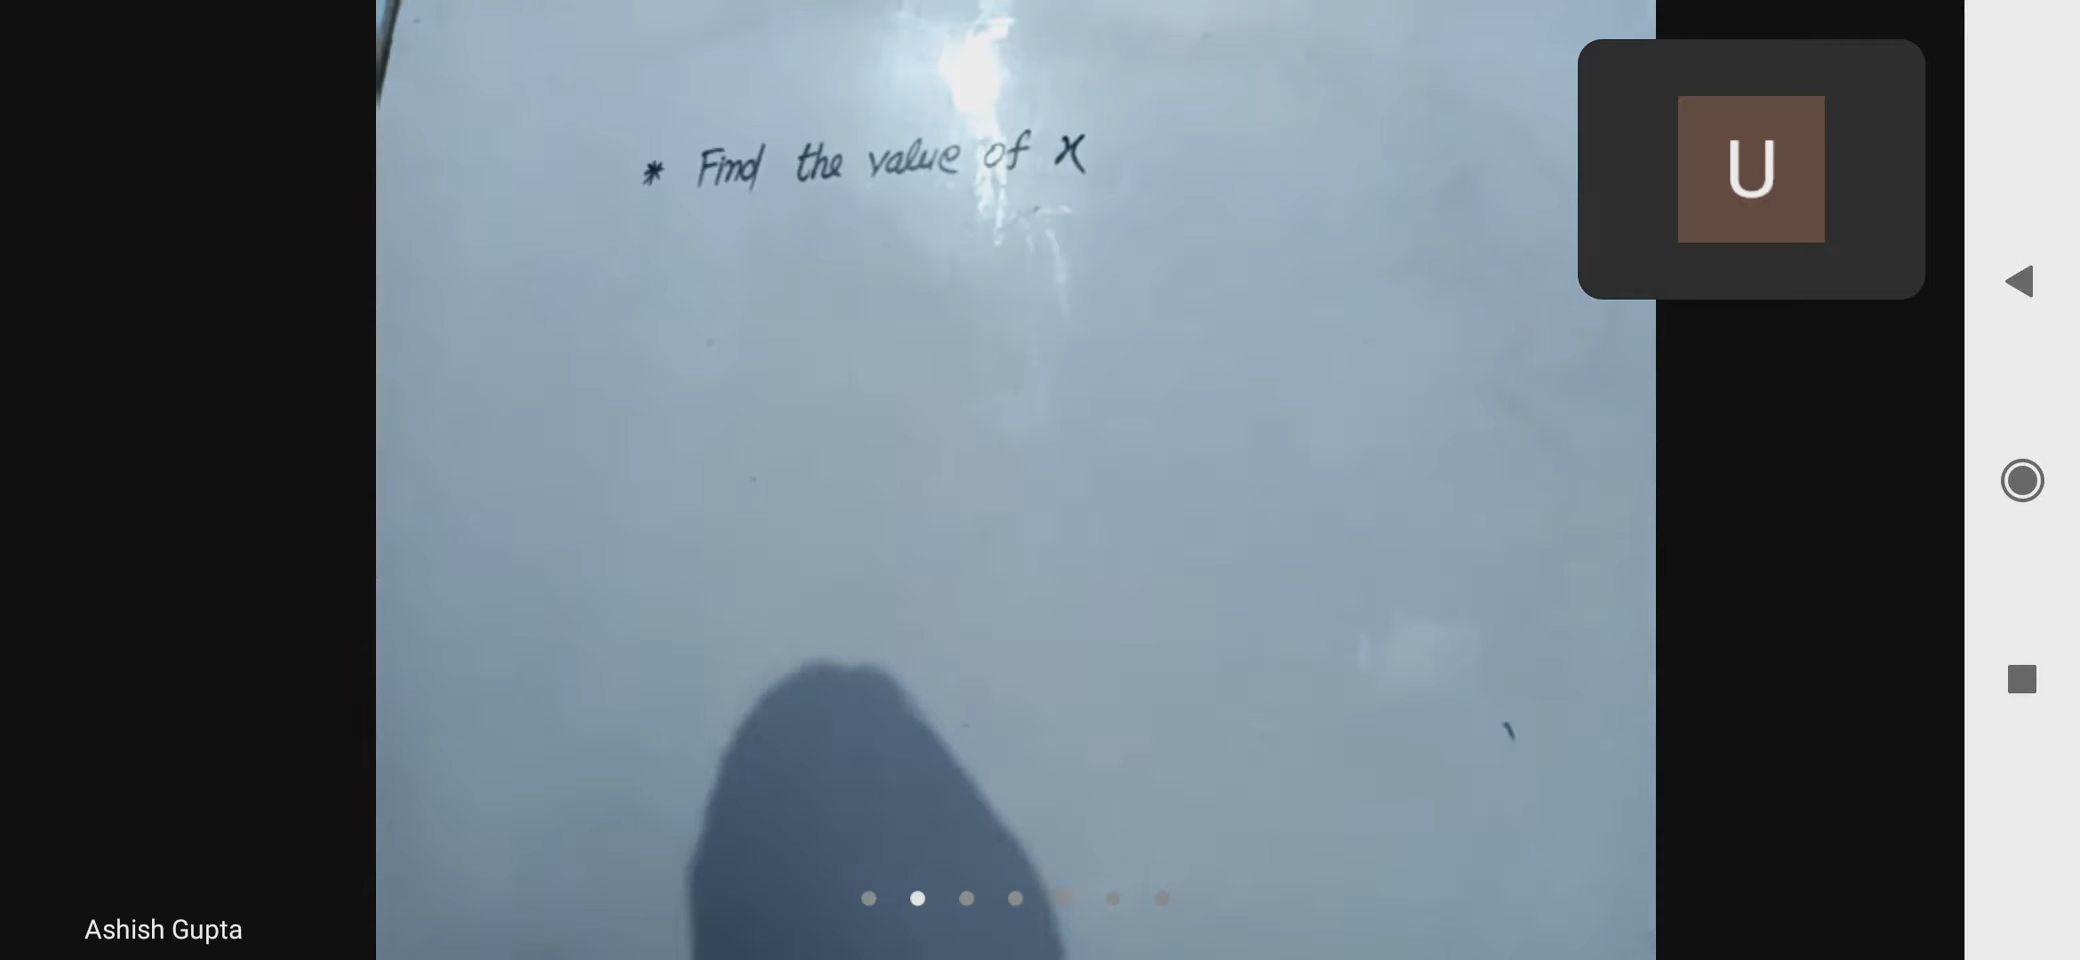 * Find the value of x
U
Ashish Gupta